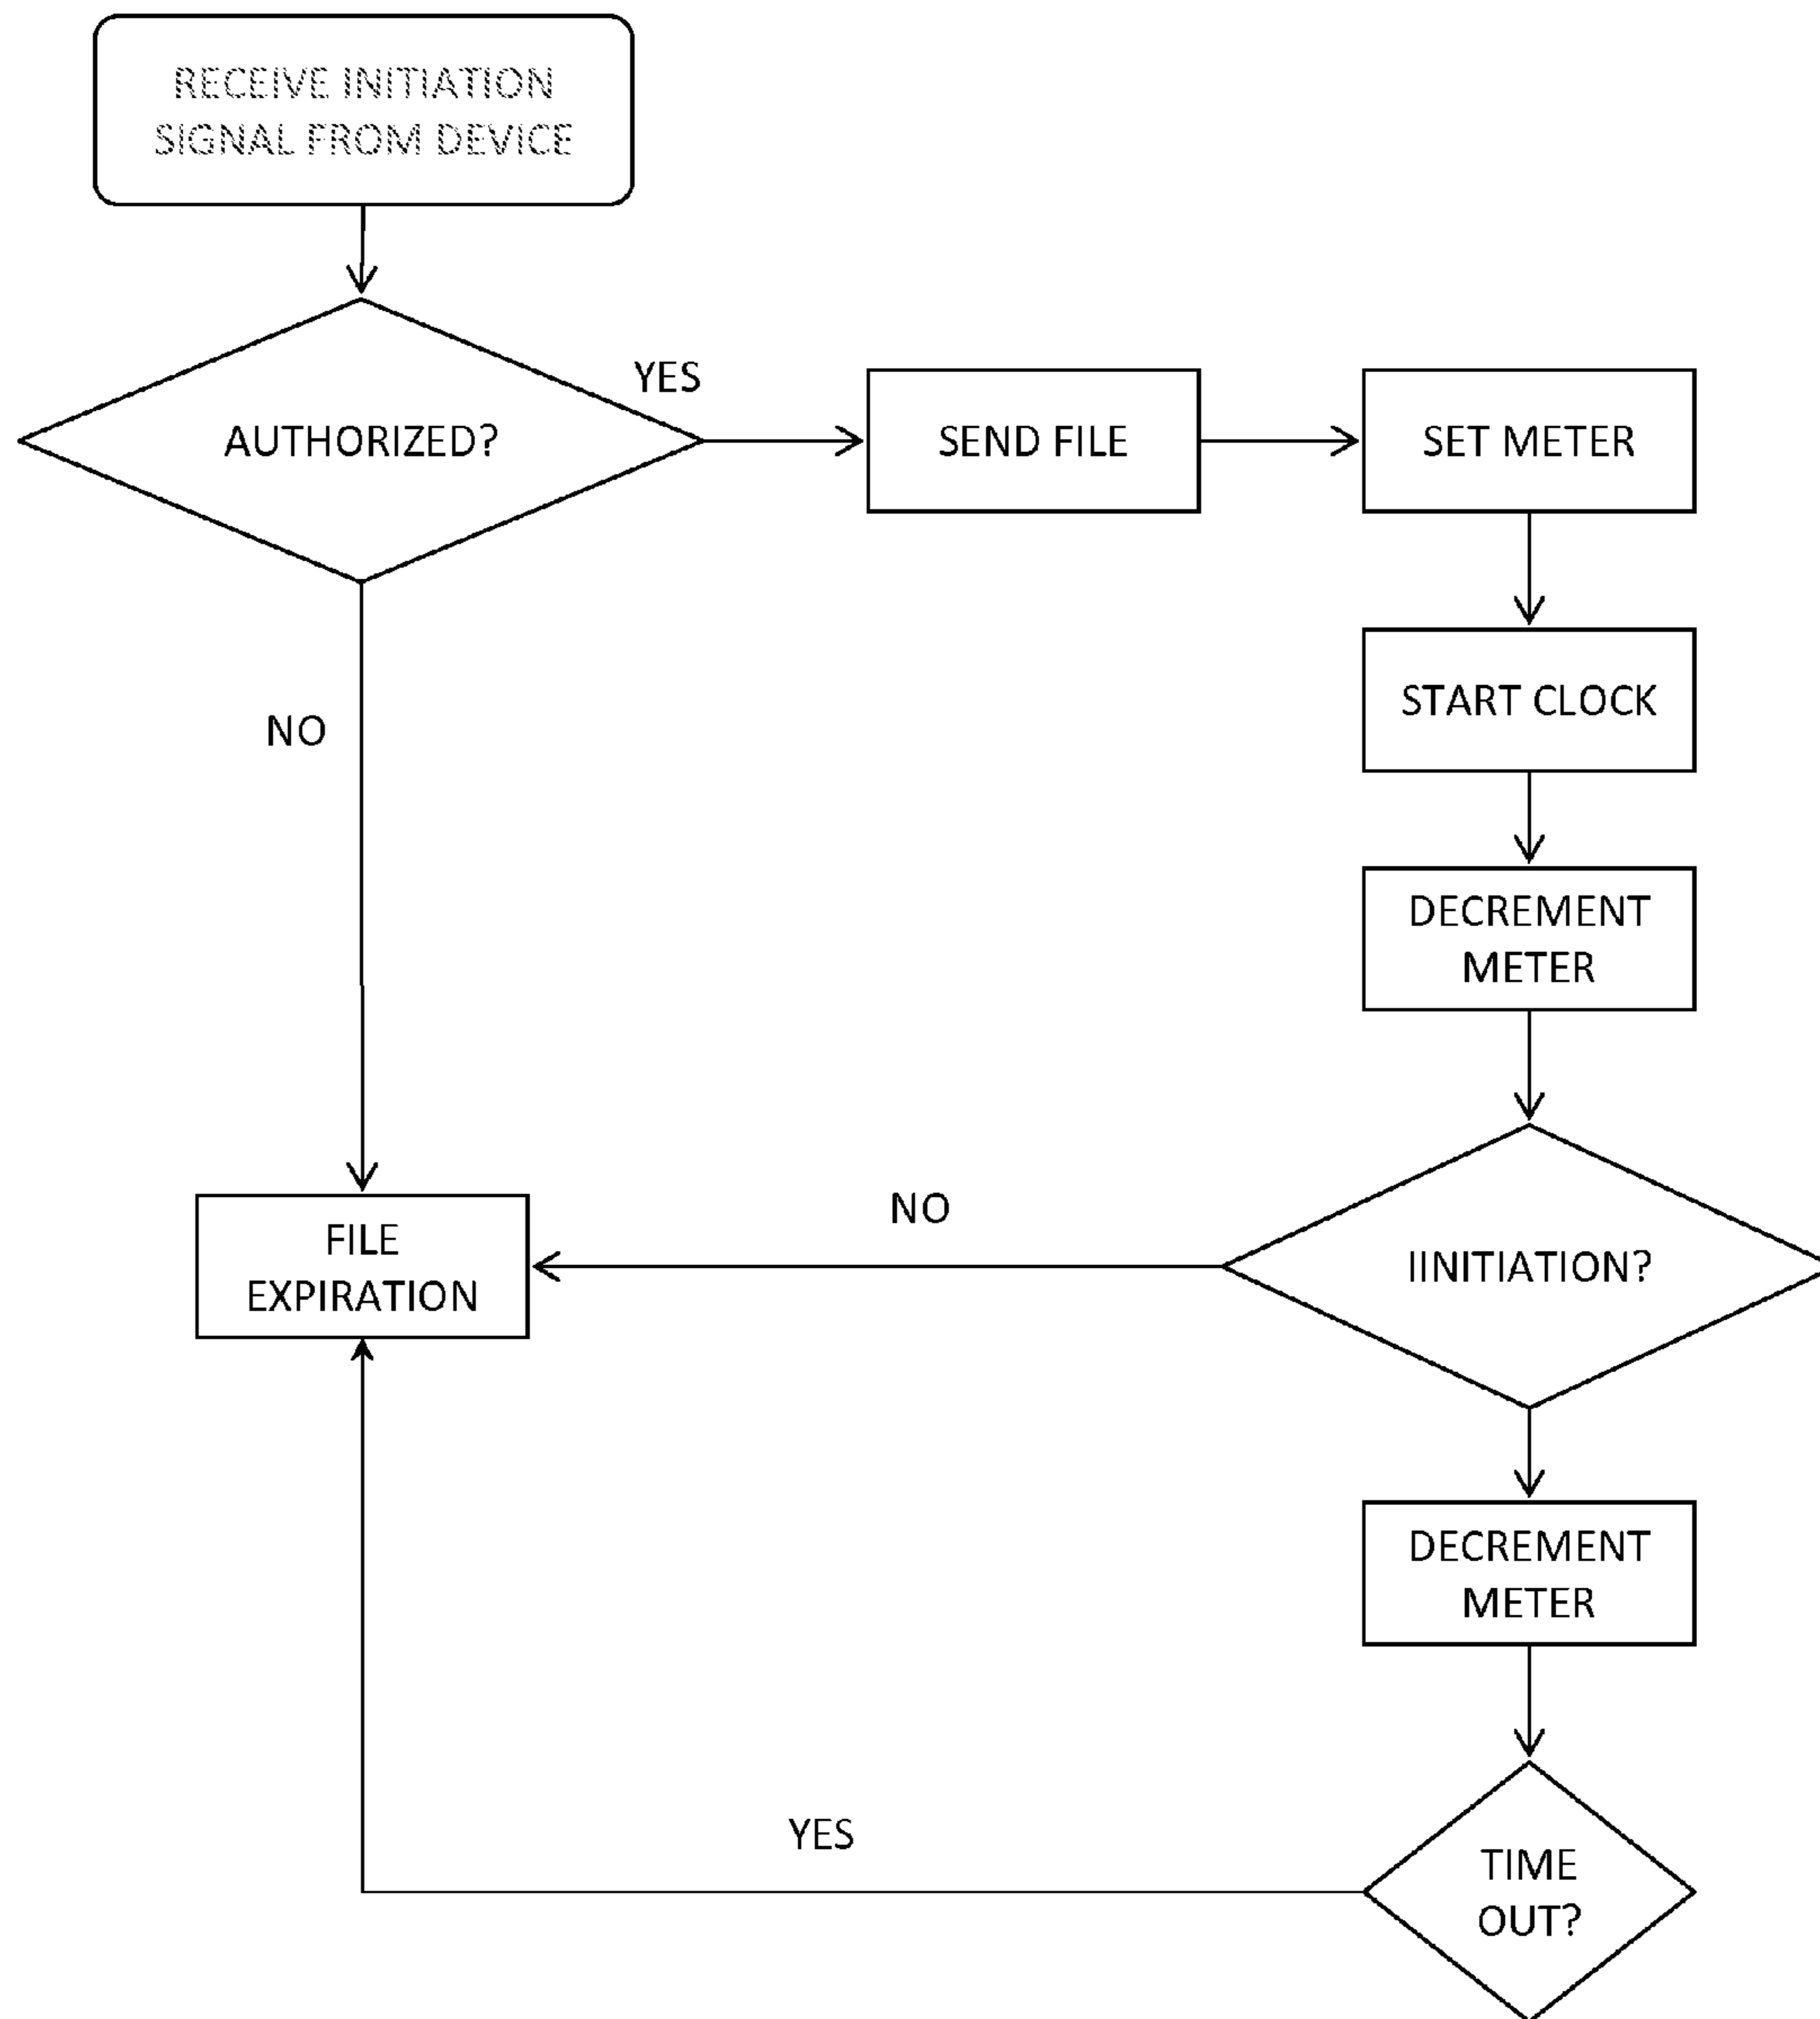 RECEIVE INITIATION
SIGNAL FROM DEVICE
YES
AUTHORIZED?
SEND FILE
SET METER
START CLOCK
NO
DECREMENT
METER
NO
FILE
EXPIRATION
IINITIATION?
DECREMENT
METER
YES
TIME
OUT?